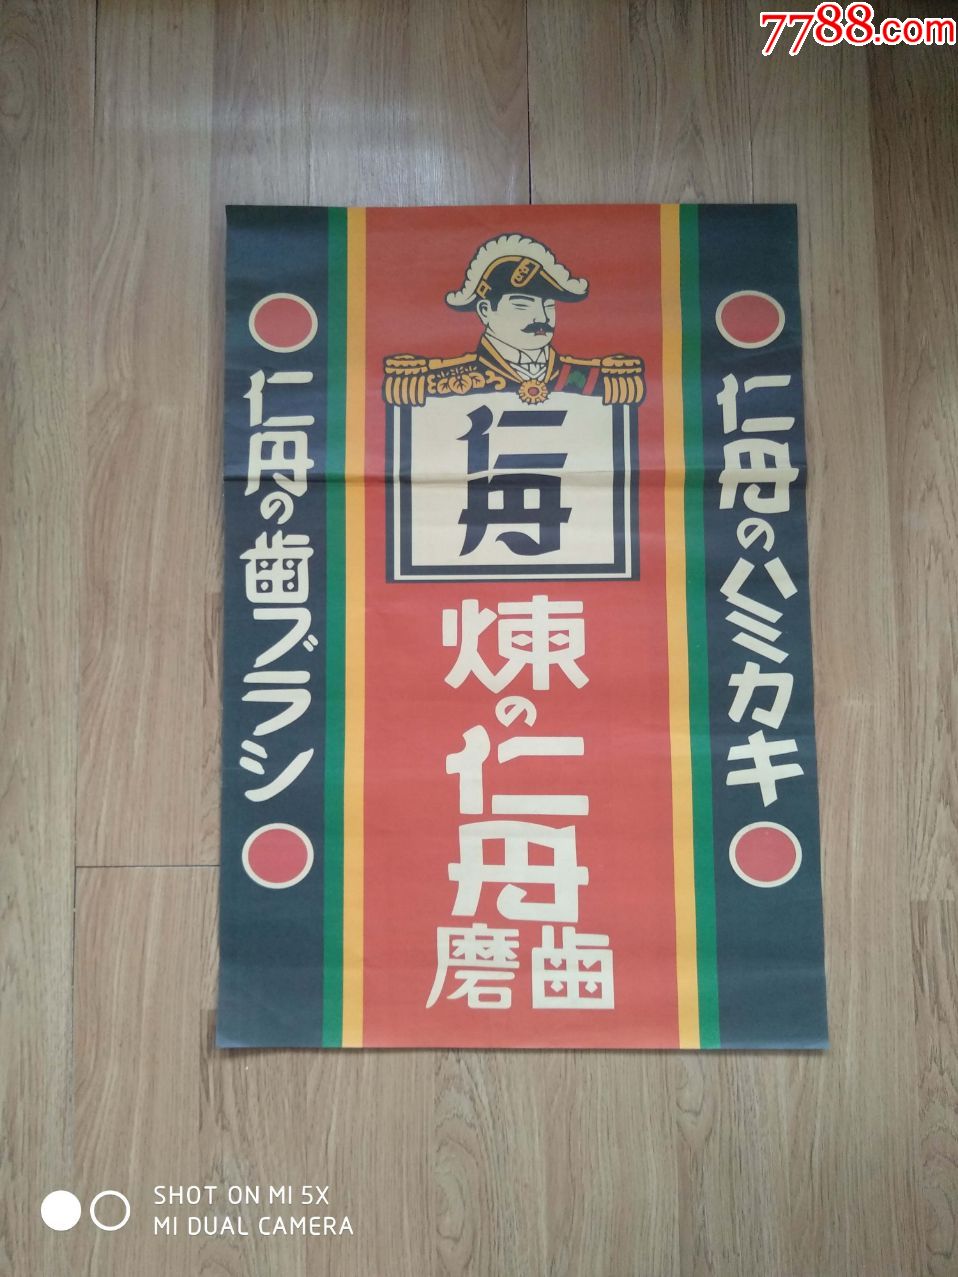 7788.com
仁丹のハミカキ
仁丹
煉の仁丹
歯磨
仁丹の歯ブラシ
SHOT ON MI 5X
MI DUAL CAMERA